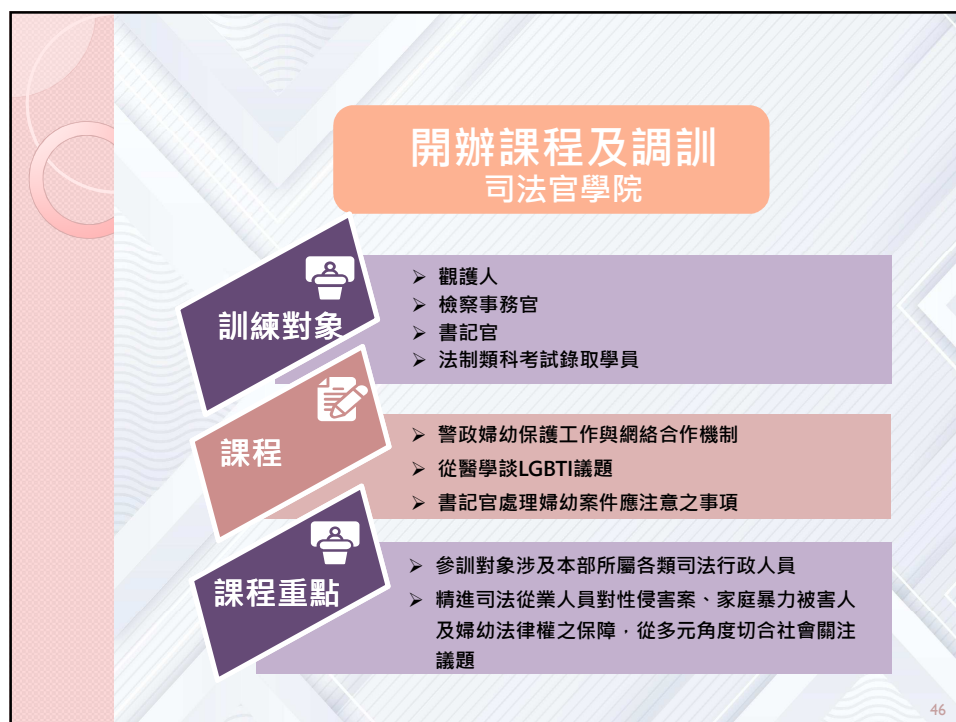 開辦課程及調訓
司法官學院
訓練對象
➢ 觀護人
➢ 檢察事務官
➢ 書記官
➢ 法制類科考試錄取學員
課程
➢ 警政婦幼保護工作與網絡合作機制
➢ 從醫學談LGBTI議題
➢ 書記官處理婦幼案件應注意之事項
課程重點
➢ 參訓對象涉及本部所屬各類司法行政人員
➢ 精進司法從業人員對性侵害案、家庭暴力被害人
及婦幼法律權之保障，從多元角度切合社會關注
議題
46